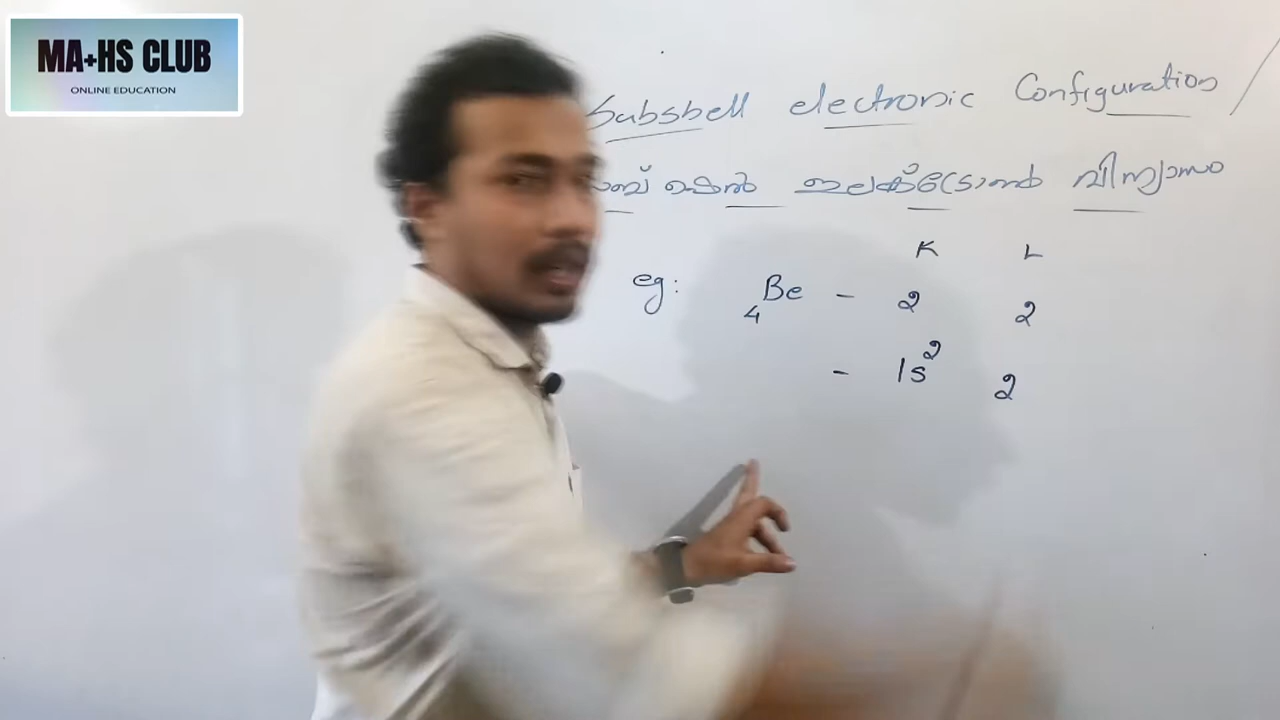 MA+HS CLUB
ONLINE EDUCATION
Subshell electronic Configuration /
ഷെൽ ഇലക്ട്രോൺ വിന്യാസം
K L
eg: 4Be - 2 2
- 1s² 2